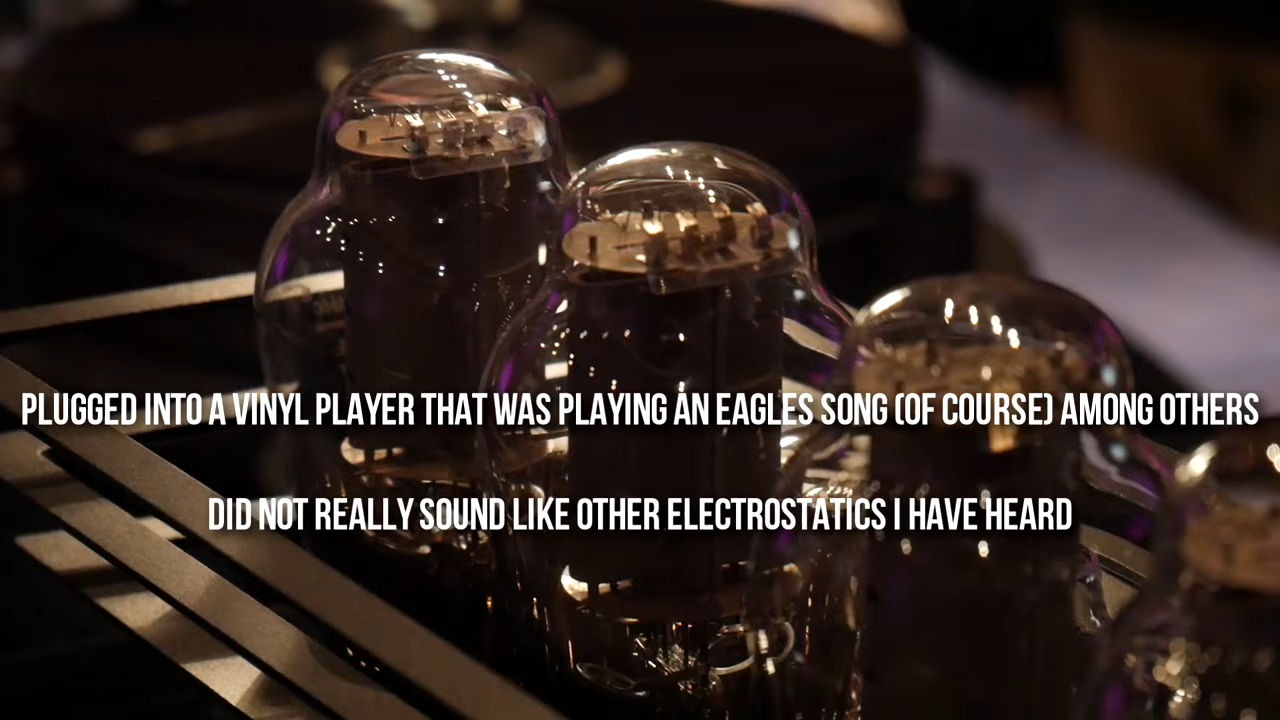 PLUGGED INTO A VINYL PLAYER THAT WAS PLAYING AN EAGLES SONG (OF COURSE) AMONG OTHERS
DID NOT REALLY SOUND LIKE OTHER ELECTROSTATICS I HAVE HEARD